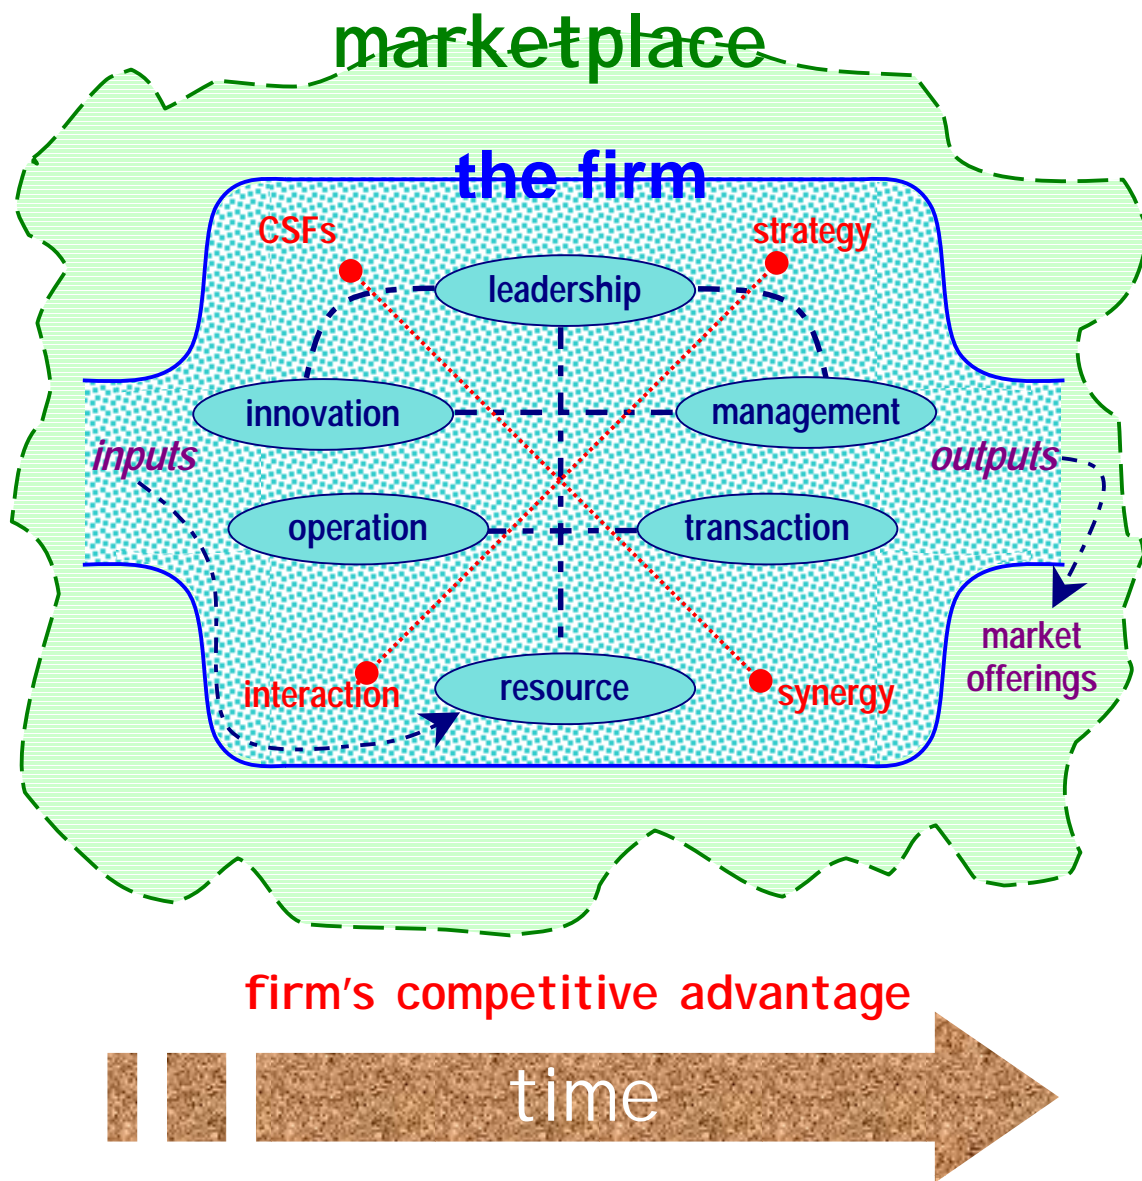 marketplace
the firm
CSFs
strategy
leadership
innovation
management
inputs
outputs
operation
transaction
market
offerings
interaction
resource
synergy
firm's competitive advantage
time